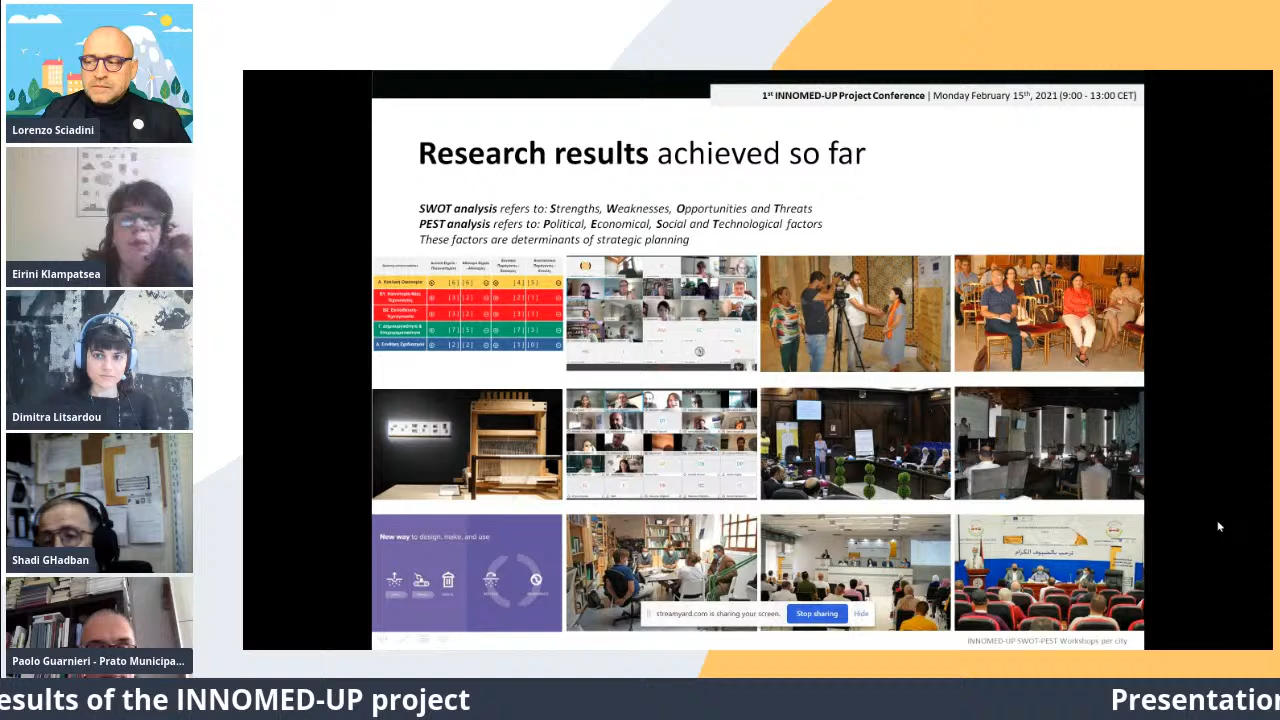 Lorenzo Sciadini
Eirini Klampatsea
Dimitra Litsardou
Shadi GHadban
Paolo Guarnieri - Prato Municipa...
1st INNOMED-UP Project Conference | Monday February 15th, 2021 (9:00 - 13:00 CET)
Research results achieved so far
SWOT analysis refers to: Strengths, Weaknesses, Opportunities and Threats
PEST analysis refers to: Political, Economical, Social and Technological factors
These factors are determinants of strategic planning
New way to design, make, and use
ترحب بالضيوف الكرام
streamyard.com is sharing your screen.
Stop sharing
Hide
INNOMED-UP SWOT-PEST Workshops per city
esults of the INNOMED-UP project
Presentation